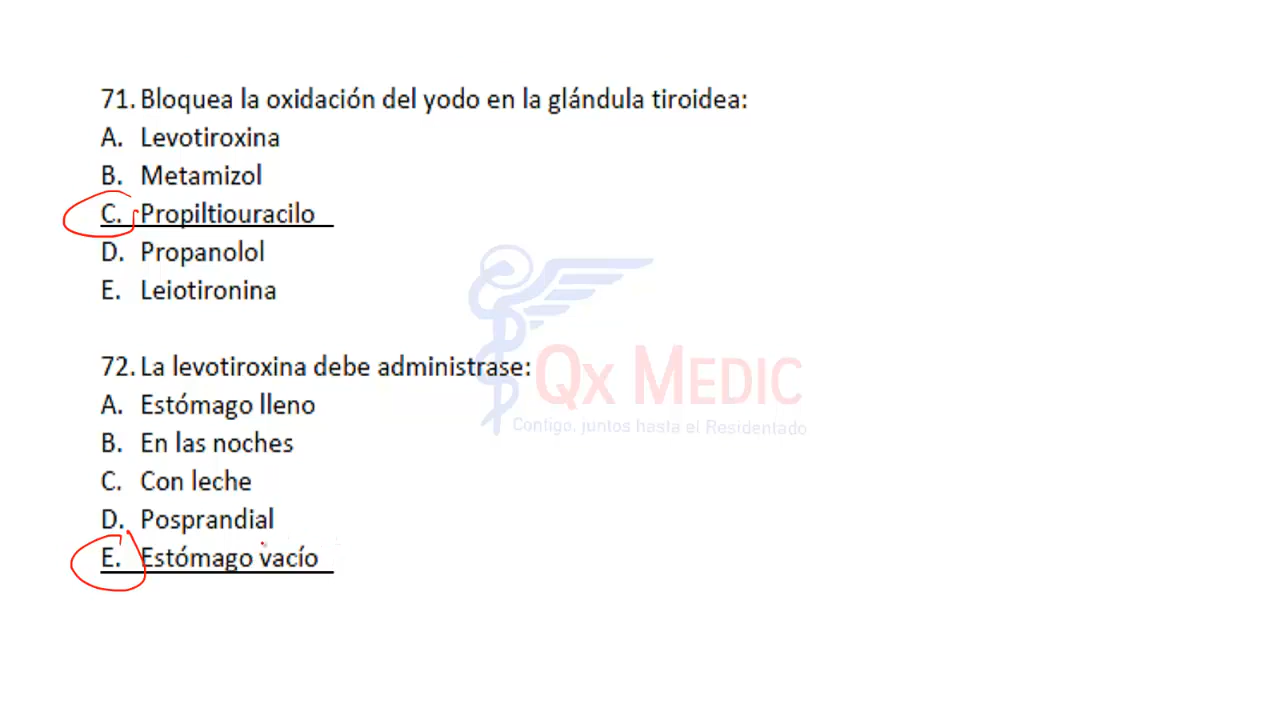 71. Bloquea la oxidación del yodo en la glándula tiroidea:
A. Levotiroxina
B. Metamizol
C. Propiltiouracilo
D. Propanolol
E. Leiotironina
72. La levotiroxina debe administrase:
A. Estómago lleno
B. En las noches
C. Con leche
D. Posprandial
E. Estómago vacío
Qx MEDIC
Contigo, juntos hasta el Residentado